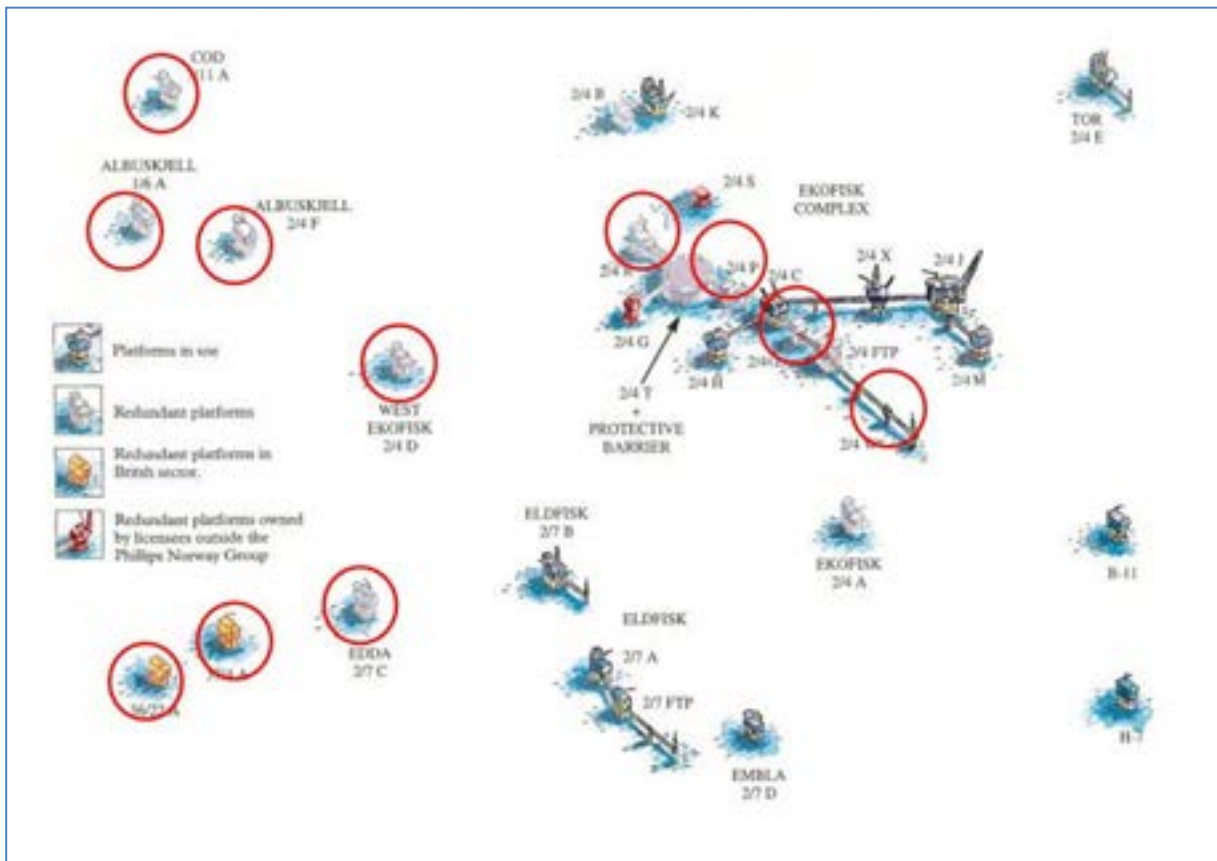 COD
11 A
ALBUSKJELL
1/6 A
ALBUSKJELL
2/4 F
2/4 B
2/4 K
TOR
2/4 E
2/4 S
EKOFISK
COMPLEX
2/4 P
2/4 C
2/4 X
2/4 J
2/4 G
2/4 H
2/4
2/4 FTP
2/4 M
2/4 T
+
PROTECTIVE
BARRIER
2/4
WEST
EKOFISK
2/4 D
Platforms in use
Redundant platforms
Redundant platforms in
British sector.
Redundant platforms owned
by licensees outside the
Phillips Norway Group
ELDFISK
2/7 B
EKOFISK
2/4 A
B-11
EDDA
2/7 C
ELDFISK
2/7 A
2/7 FTP
EMBLA
2/7 D